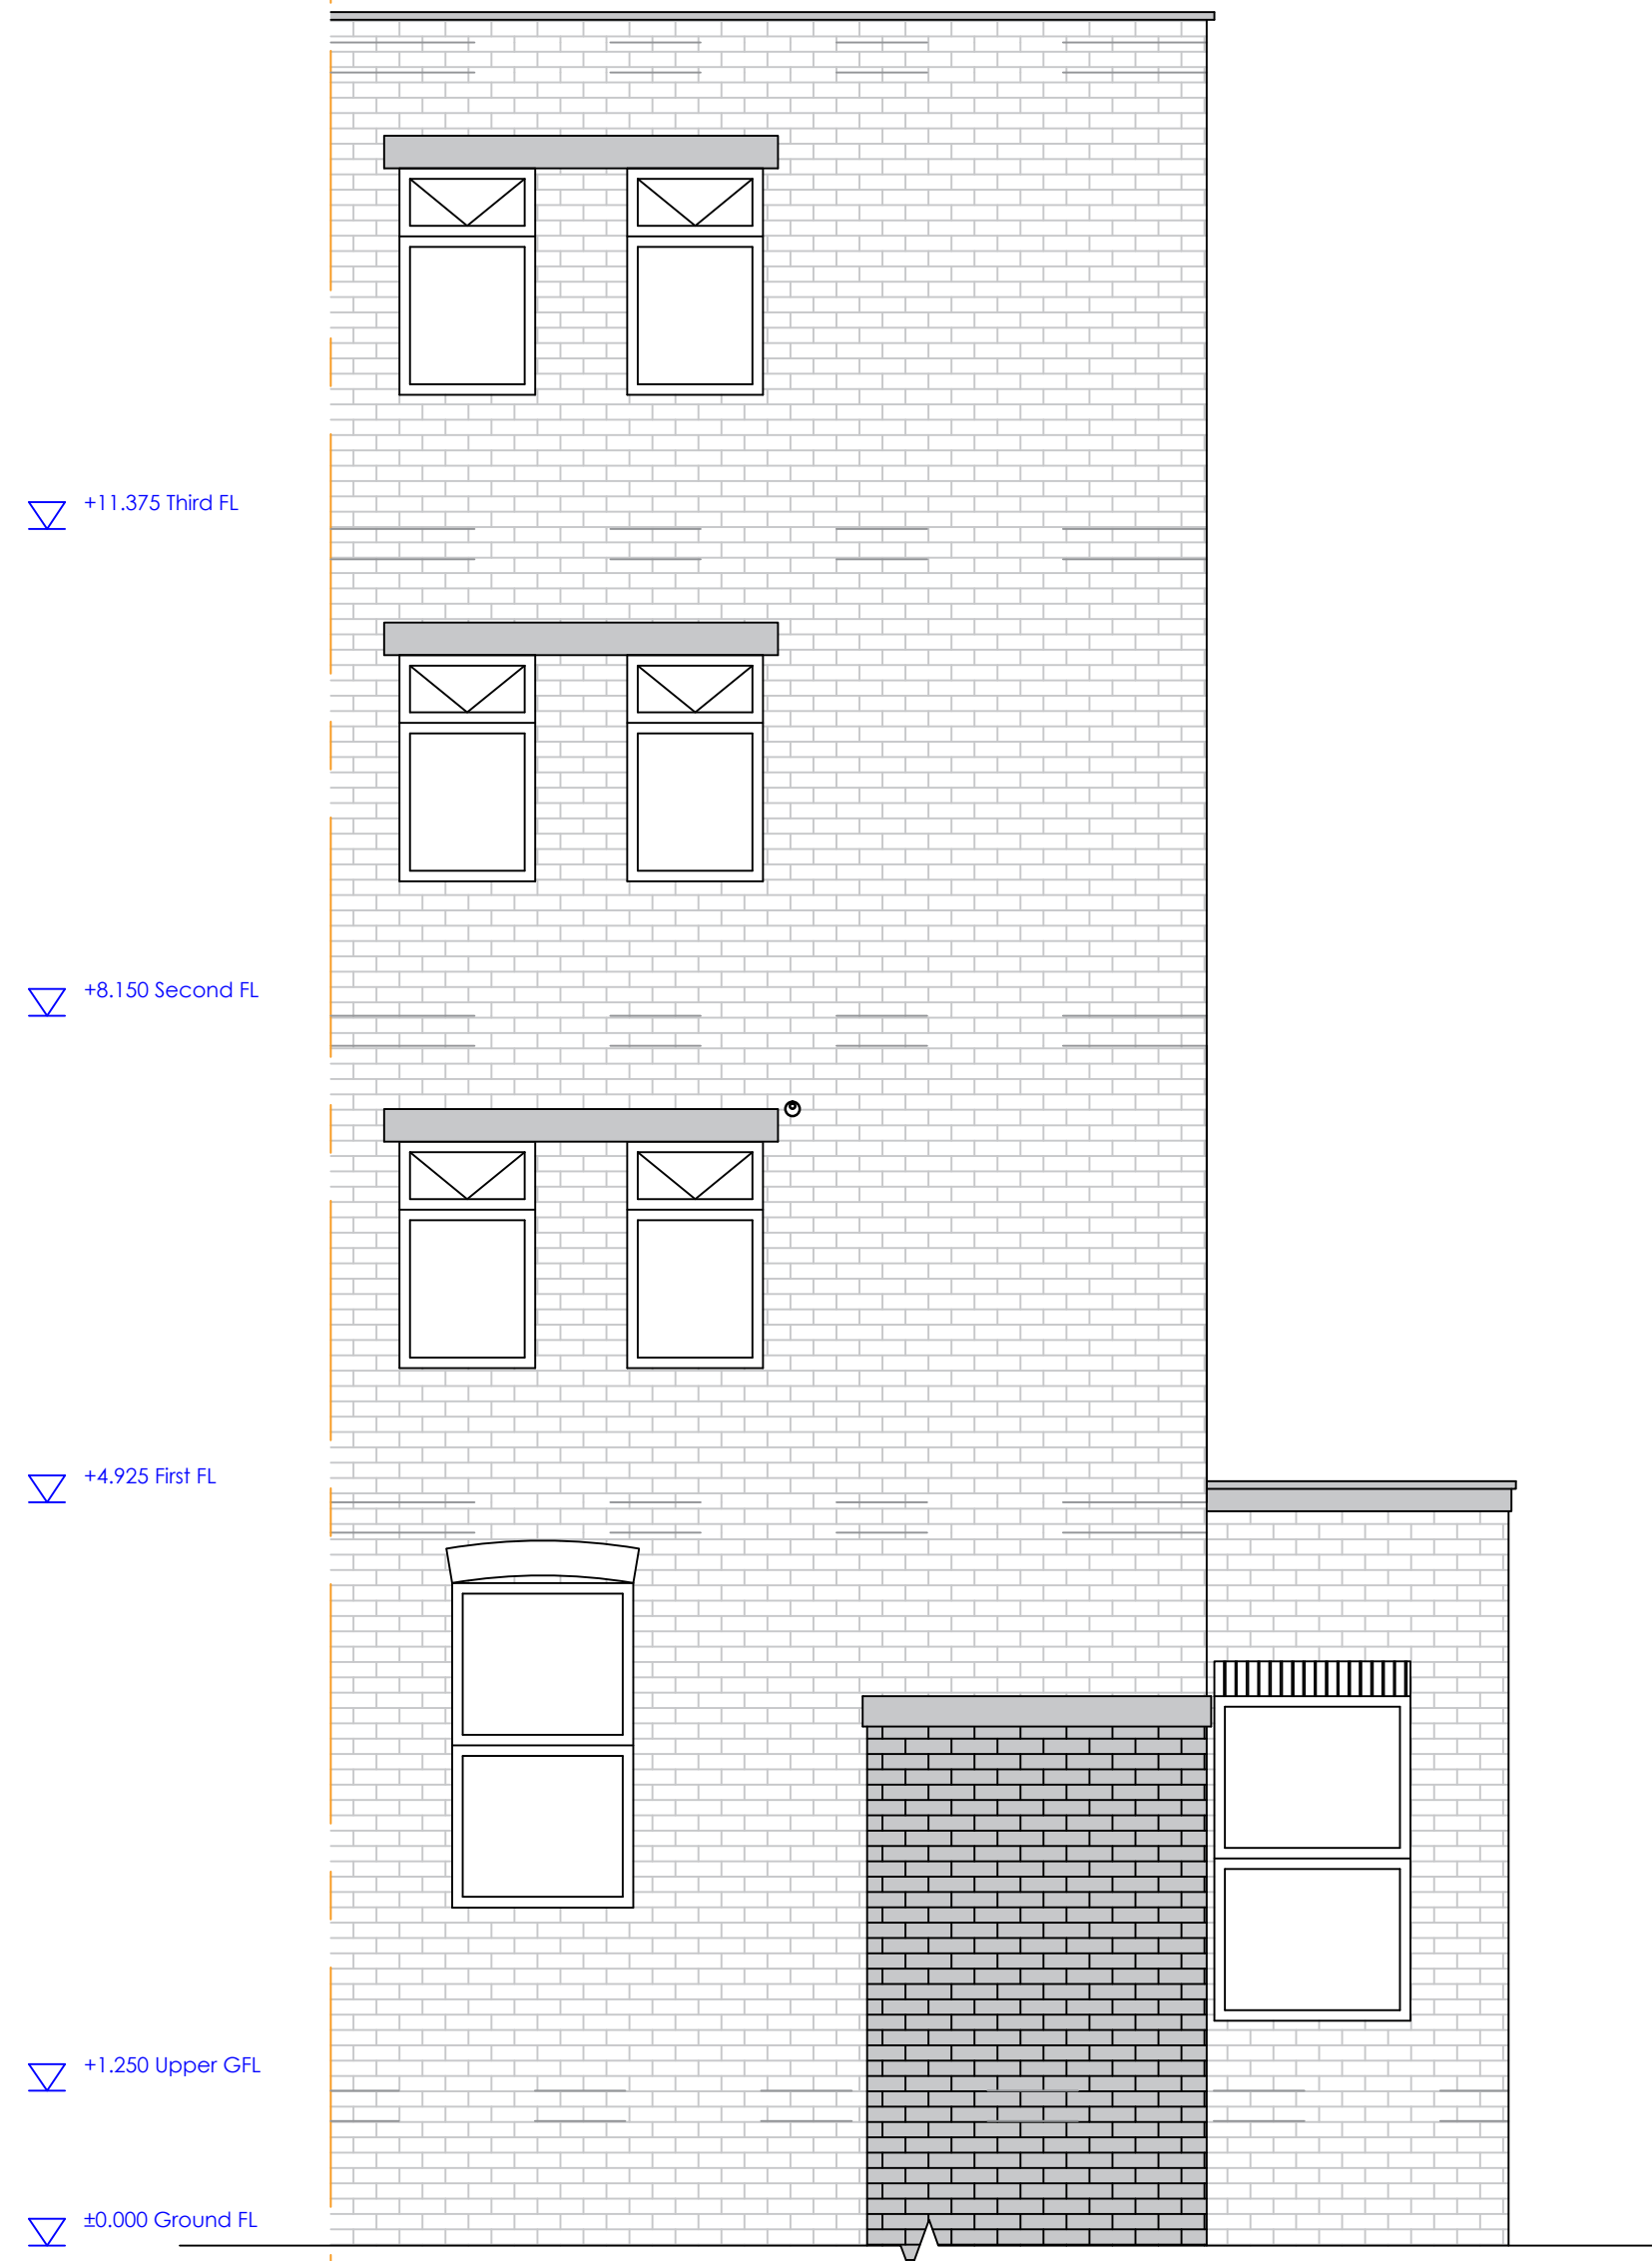 +11.375 Third FL
+8.150 Second FL
+4.925 First FL
+1.250 Upper GFL
±0.000 Ground FL